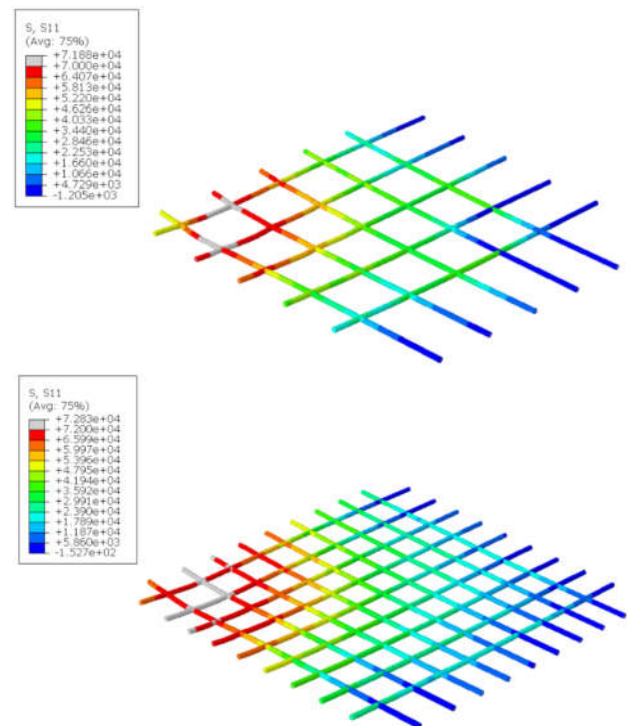 S, S11
(Avg: 75%)
+7.188e+04
+7.000e+04
+6.407e+04
+5.813e+04
+5.220e+04
+4.626e+04
+4.033e+04
+3.440e+04
+2.846e+04
+2.253e+04
+1.660e+04
+1.066e+04
+4.729e+03
-1.205e+03
S, S11
(Avg: 75%)
+7.283e+04
+7.200e+04
+6.599e+04
+5.997e+04
+5.396e+04
+4.795e+04
+4.194e+04
+3.592e+04
+2.991e+04
+2.390e+04
+1.789e+04
+1.187e+04
+5.860e+03
-1.527e+02